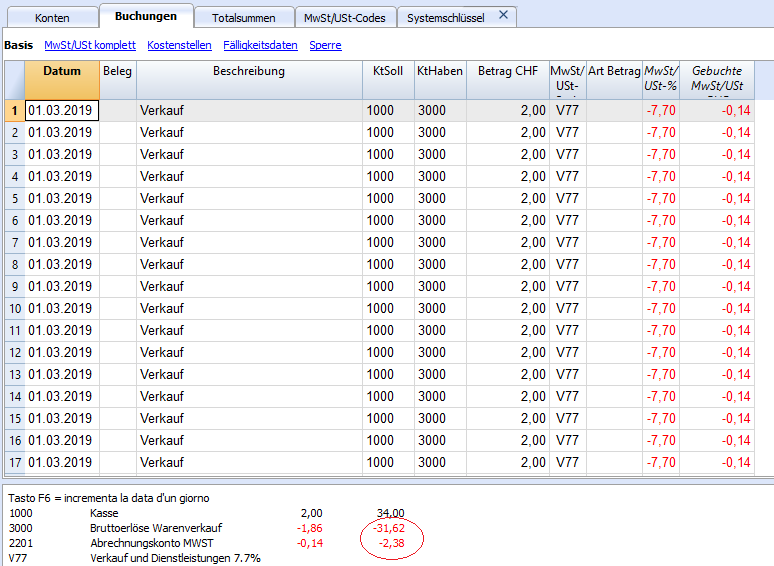 Konten Buchungen Totalsummen MwSt/USt-Codes Systemschlüssel
Basis MwSt/USt komplett Kostenstellen Fälligkeitsdaten Sperre
Datum Beleg Beschreibung KtSoll KtHaben Betrag CHF MwSt/ Art Betrag MwSt/ Gebuchte
USt- USt-% MwSt/USt
1 01.03.2019 Verkauf 1000 3000 2,00 V77 -7,70 -0,14
2 01.03.2019 Verkauf 1000 3000 2,00 V77 -7,70 -0,14
3 01.03.2019 Verkauf 1000 3000 2,00 V77 -7,70 -0,14
4 01.03.2019 Verkauf 1000 3000 2,00 V77 -7,70 -0,14
5 01.03.2019 Verkauf 1000 3000 2,00 V77 -7,70 -0,14
6 01.03.2019 Verkauf 1000 3000 2,00 V77 -7,70 -0,14
7 01.03.2019 Verkauf 1000 3000 2,00 V77 -7,70 -0,14
8 01.03.2019 Verkauf 1000 3000 2,00 V77 -7,70 -0,14
9 01.03.2019 Verkauf 1000 3000 2,00 V77 -7,70 -0,14
10 01.03.2019 Verkauf 1000 3000 2,00 V77 -7,70 -0,14
11 01.03.2019 Verkauf 1000 3000 2,00 V77 -7,70 -0,14
12 01.03.2019 Verkauf 1000 3000 2,00 V77 -7,70 -0,14
13 01.03.2019 Verkauf 1000 3000 2,00 V77 -7,70 -0,14
14 01.03.2019 Verkauf 1000 3000 2,00 V77 -7,70 -0,14
15 01.03.2019 Verkauf 1000 3000 2,00 V77 -7,70 -0,14
16 01.03.2019 Verkauf 1000 3000 2,00 V77 -7,70 -0,14
17 01.03.2019 Verkauf 1000 3000 2,00 V77 -7,70 -0,14
Tasto F6 = incrementa la data d'un giorno
1000 Kasse 2,00 34,00
3000 Bruttoerlöse Warenverkauf -1,86 -31,62
2201 Abrechnungskonto MWST -0,14 -2,38
V77 Verkauf und Dienstleistungen 7.7%